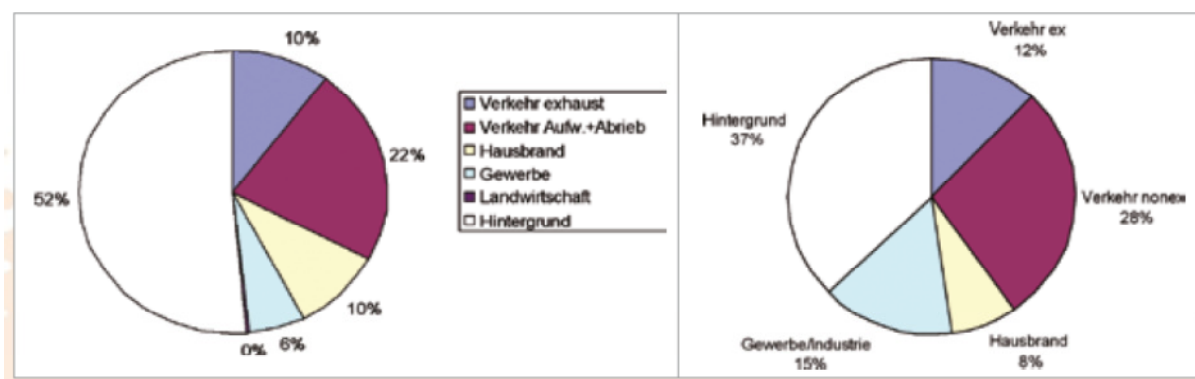 10%
22%
10%
6%
0%
52%
Verkehr exhaust
Verkehr Aufw.+Abrieb
Hausbrand
Gewerbe
Landwirtschaft
Hintergrund
Verkehr ex
12%
Verkehr nonex
28%
Hausbrand
8%
Gewerbe/Industrie
15%
Hintergrund
37%